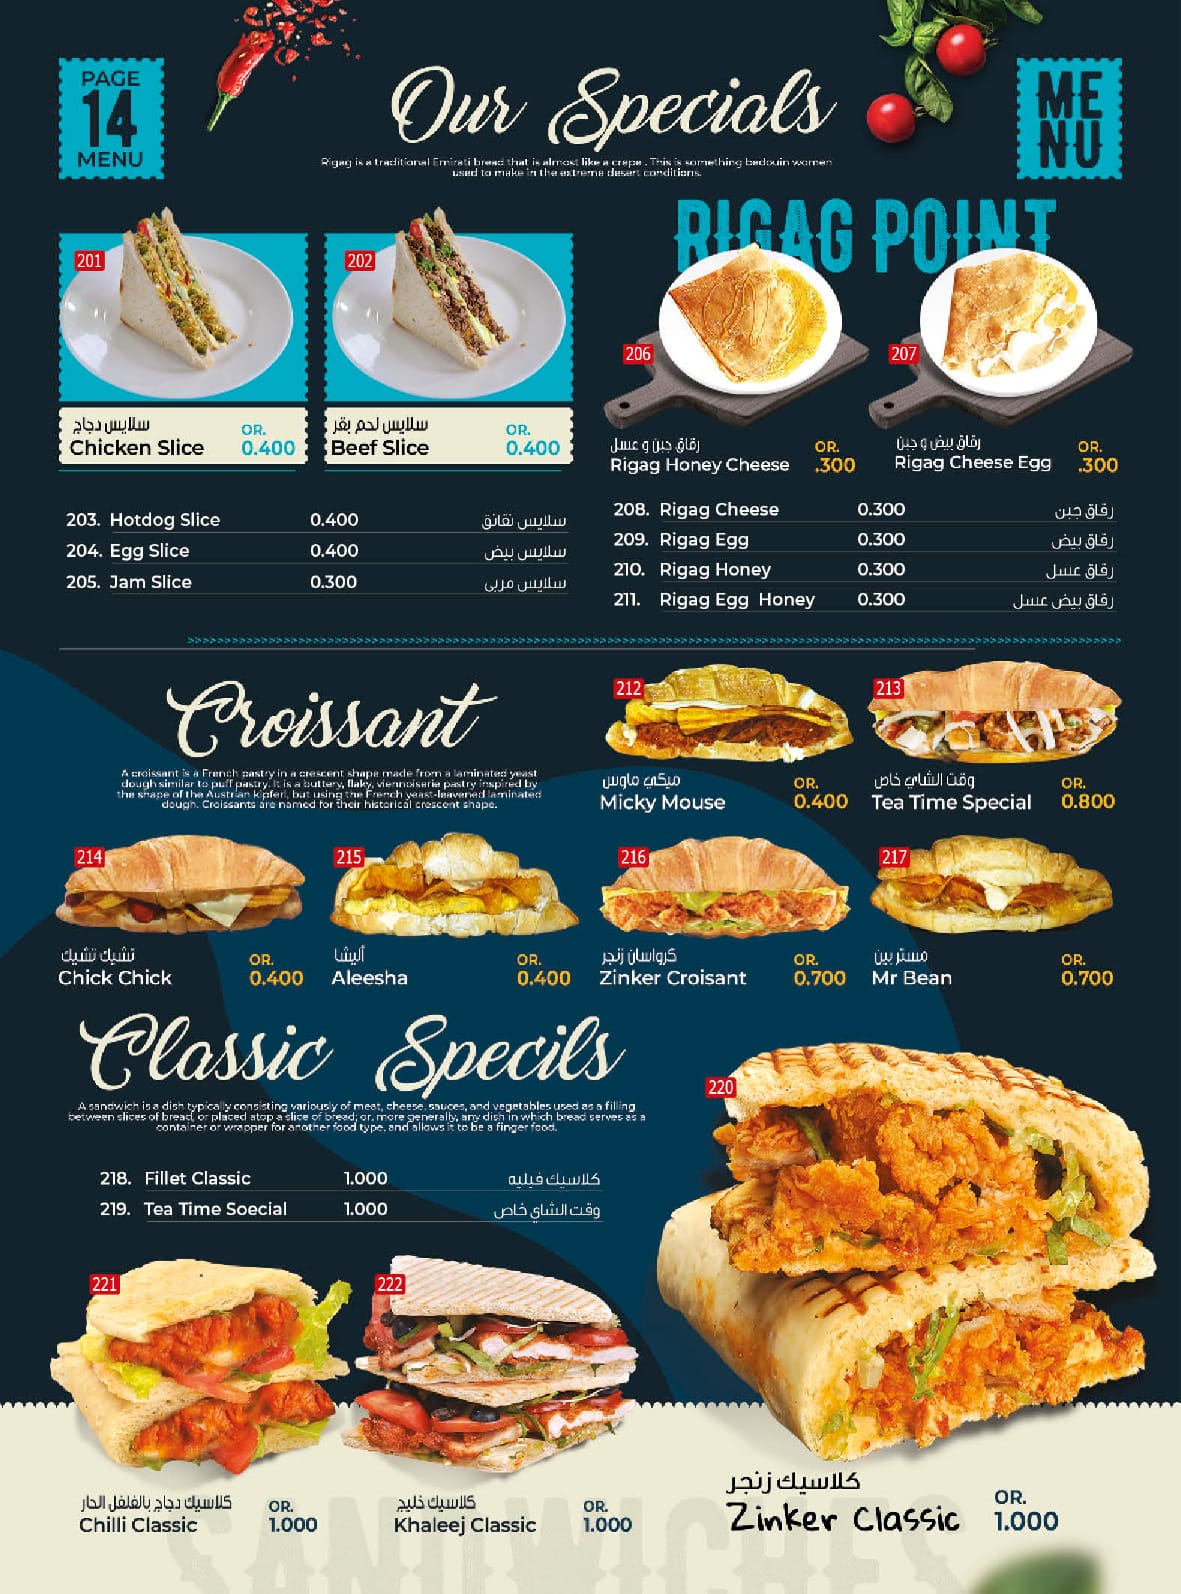 PAGE
14
MENU
Our Specials
ME
NU
Rigag is a traditional Emirati bread that is almost like a crepe . This is something bedouin women
used to make in the extreme desert conditions.
RIGAG POINT
201
202
206
207
سلايس دجاج
Chicken Slice
OR.
0.400
سلايس لحم بقر
Beef Slice
OR.
0.400
رقاق جبن و عسل
Rigag Honey Cheese
OR.
.300
رقاق بيض و جبن
Rigag Cheese Egg
OR.
.300
203. Hotdog Slice 0.400 سلايس نقانق
204. Egg Slice 0.400 سلايس بيض
205. Jam Slice 0.300 سلايس مربى
208. Rigag Cheese 0.300 رقاق جبن
209. Rigag Egg 0.300 رقاق بيض
210. Rigag Honey 0.300 رقاق عسل
211. Rigag Egg Honey 0.300 رقاق بيض عسل
>>>>>>>>>>>>>>>>>>>>>>>>>>>>>>>>>>>>>>>>>>>>>>>>>>>>>>>>>>>>>>>>>>>>>>>>>>>>>>>>
Croissant
A croissant is a French pastry in a crescent shape made from a laminated yeast
dough similar to puff pastry. It is a buttery, flaky, viennoiserie pastry inspired by
the shape of the Austrian kipferl, but using the French yeast-leavened laminated
dough. Croissants are named for their historical crescent shape.
212
213
ميكي ماوس
Micky Mouse
OR.
0.400
وقت الشاي خاص
Tea Time Special
OR.
0.800
214
215
216
217
تشيك تشيك
Chick Chick
OR.
0.400
أليشا
Aleesha
OR.
0.400
كرواسان زنجر
Zinker Croisant
OR.
0.700
مستر بين
Mr Bean
OR.
0.700
Classic Specils
A sandwich is a dish typically consisting variously of meat, cheese, sauces, and vegetables used as a filling
between slices of bread, or placed atop a slice of bread; or, more generally, any dish in which bread serves as a
container or wrapper for another food type, and allows it to be a finger food.
218. Fillet Classic 1.000 كلاسيك فيليه
219. Tea Time Soecial 1.000 وقت الشاي خاص
220
221
222
كلاسيك دجاج بالفلفل الحار
Chilli Classic
OR.
1.000
كلاسيك خليج
Khaleej Classic
OR.
1.000
كلاسيك زنجر
Zinker Classic
OR.
1.000
SANDWICHES